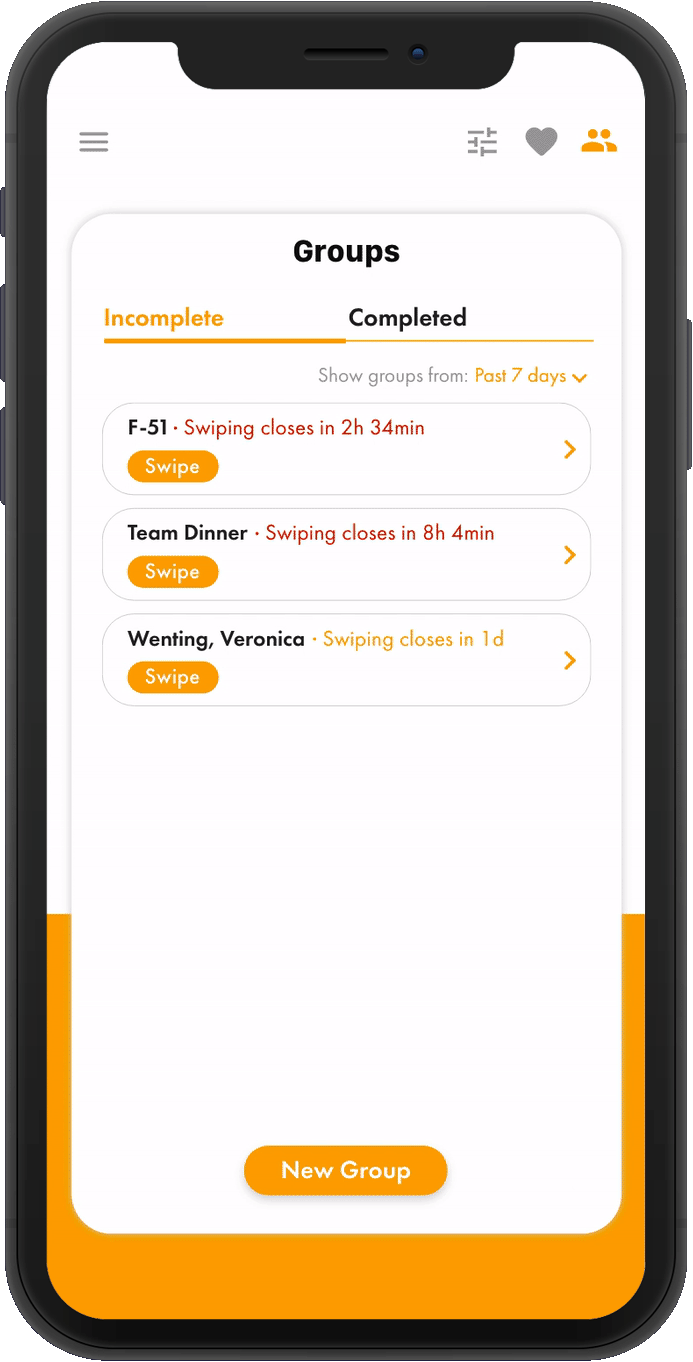 Groups
Incomplete Completed
Show groups from: Past 7 days
F-51 · Swiping closes in 2h 34min
Swipe
Team Dinner · Swiping closes in 8h 4min
Swipe
Wenting, Veronica · Swiping closes in 1d
Swipe
New Group